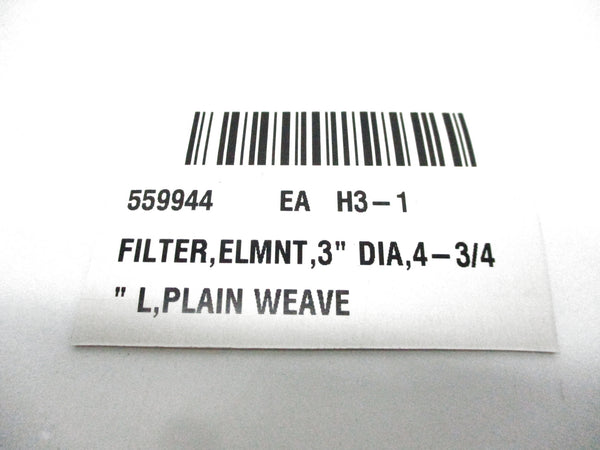 559944 EA H3-1
FILTER,ELMNT,3" DIA,4-3/4
" L,PLAIN WEAVE